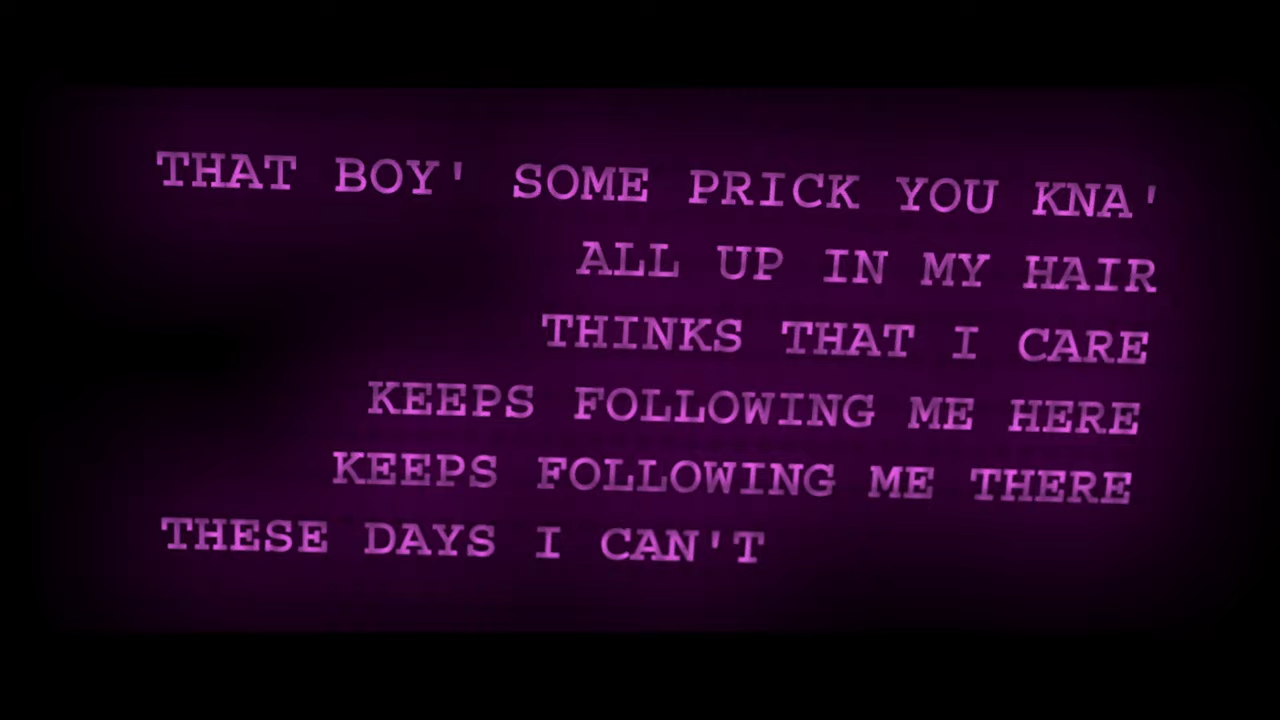 THAT BOY' SOME PRICK YOU KNA'
ALL UP IN MY HAIR
THINKS THAT I CARE
KEEPS FOLLOWING ME HERE
KEEPS FOLLOWING ME THERE
THESE DAYS I CAN'T